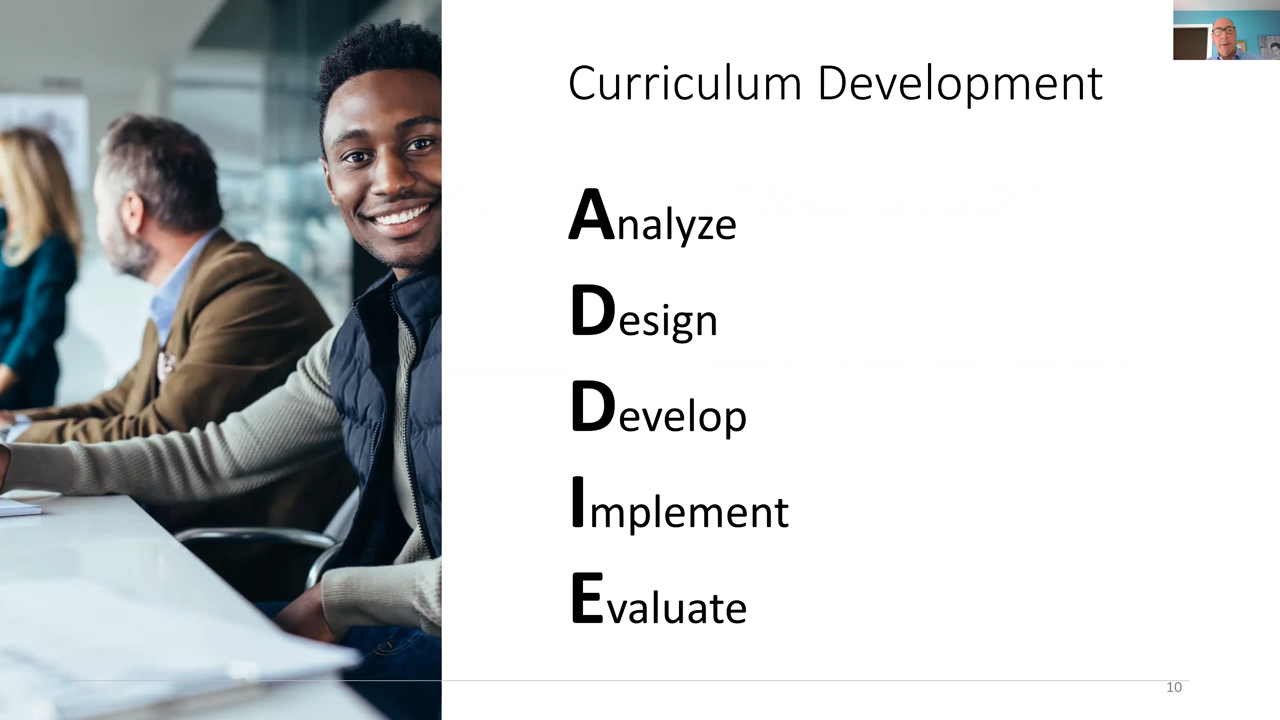 Curriculum Development
Analyze
Design
Develop
Implement
Evaluate
10